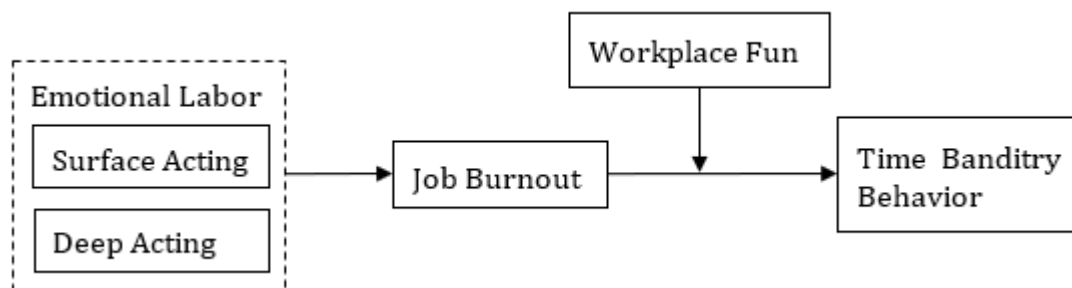 Workplace Fun
Emotional Labor
Surface Acting
Job Burnout
Time Banditry
Behavior
Deep Acting